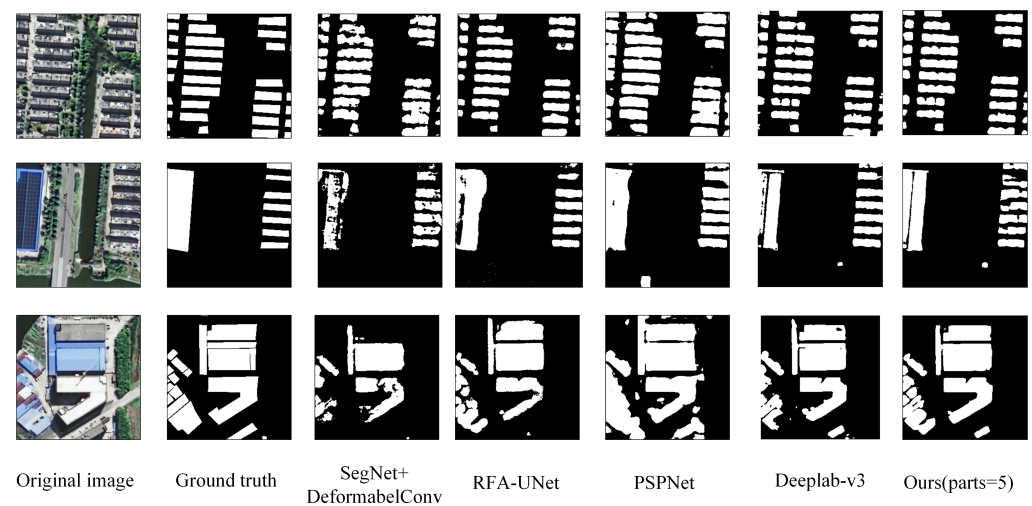 Original image
Ground truth
SegNet+
DeformabelConv
RFA-UNet
PSPNet
Deeplab-v3
Ours(parts=5)